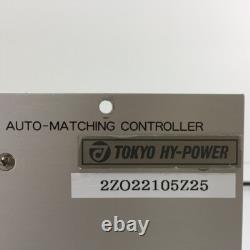 AUTO-MATCHING CONTROLLER
TOKYO HY-POWER
2ZO22105Z25